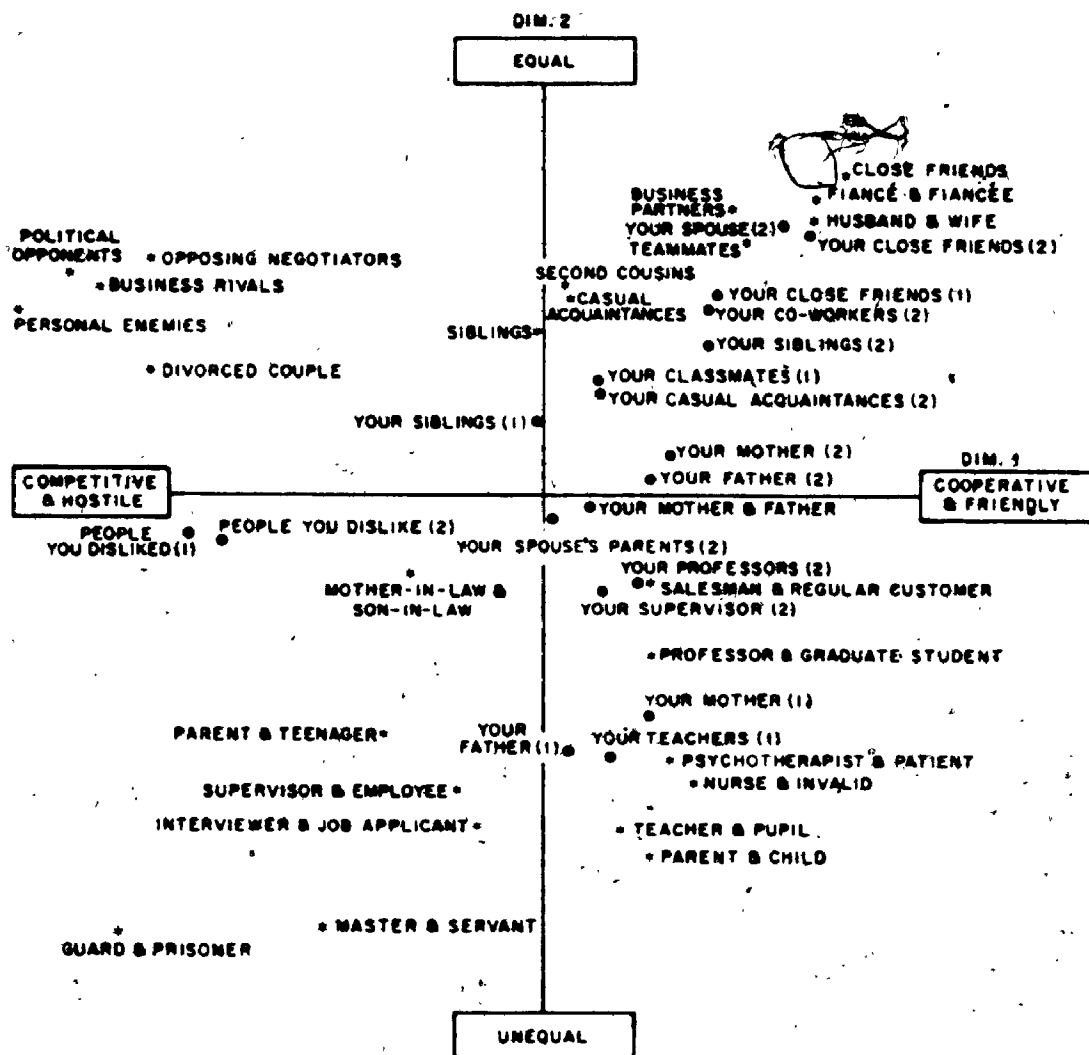 DIM. 2
EQUAL
* CLOSE FRIENDS
* FIANCÉ & FIANCÉE
BUSINESS
PARTNERS*
* HUSBAND & WIFE
YOUR SPOUSE (2)
YOUR CLOSE FRIENDS (2)
TEAMMATES*
POLITICAL
OPPONENTS
* OPPOSING NEGOTIATORS
* BUSINESS RIVALS
SECOND COUSINS
* CASUAL
ACQUAINTANCES
YOUR CLOSE FRIENDS (1)
YOUR CO-WORKERS (2)
* PERSONAL ENEMIES
SIBLINGS*
YOUR SIBLINGS (2)
* DIVORCED COUPLE
YOUR CLASSMATES (1)
YOUR CASUAL ACQUAINTANCES (2)
YOUR SIBLINGS (1)
YOUR MOTHER (2)
YOUR FATHER (2)
DIM. 1
COMPETITIVE
& HOSTILE
COOPERATIVE
& FRIENDLY
YOUR MOTHER & FATHER
PEOPLE
YOU DISLIKED (1)
PEOPLE YOU DISLIKE (2)
YOUR SPOUSE'S PARENTS (2)
YOUR PROFESSORS (2)
* SALESMAN & REGULAR CUSTOMER
YOUR SUPERVISOR (2)
*
MOTHER-IN-LAW &
SON-IN-LAW
* PROFESSOR & GRADUATE STUDENT
YOUR MOTHER (1)
PARENT & TEENAGER*
YOUR
FATHER (1)
YOUR TEACHERS (1)
* PSYCHOTHERAPIST & PATIENT
* NURSE & INVALID
SUPERVISOR & EMPLOYEE*
INTERVIEWER & JOB APPLICANT*
* TEACHER & PUPIL
* PARENT & CHILD
*
GUARD & PRISONER
* MASTER & SERVANT
UNEQUAL